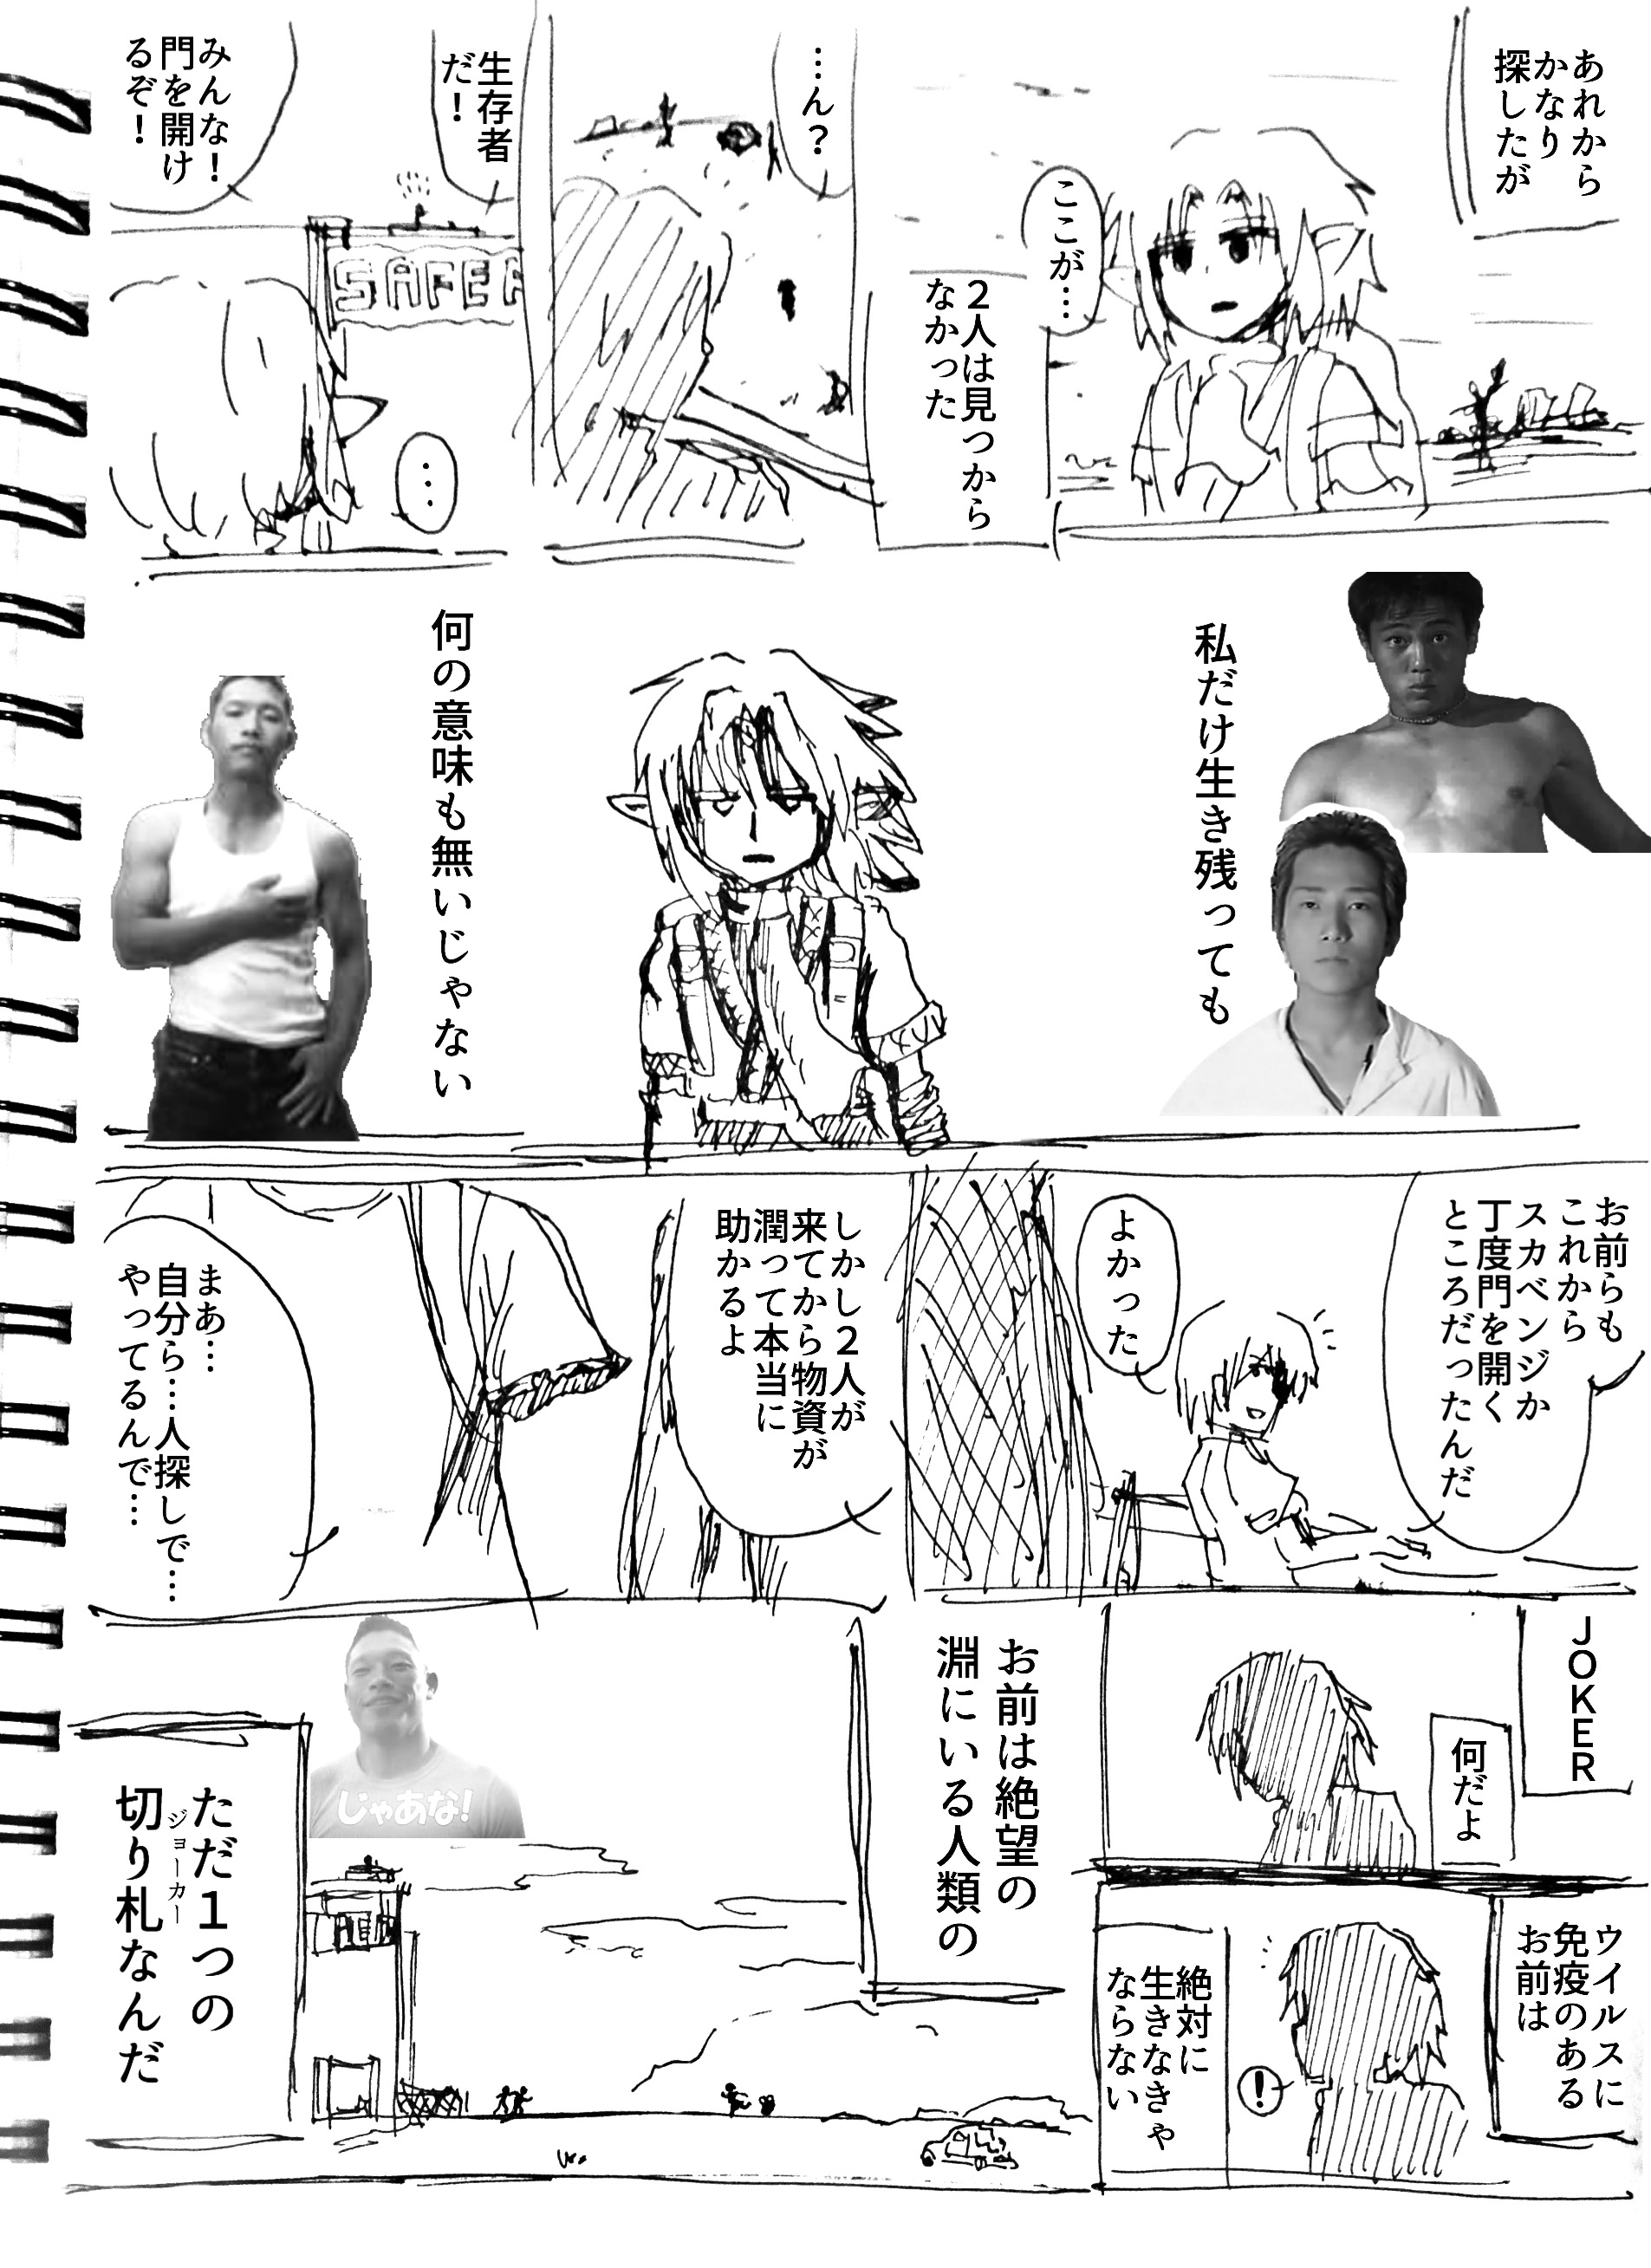 あれから
かなり
探したが
ここが…
２人は見つから
なかった
…ん？
生存者
だ！
SAFE
みんな！
門を開け
るぞ！
…
私だけ生き残っても
何の意味も無いじゃない
お前らも
これから
スカベンジか
丁度門を開く
ところだったんだ
よかった
しかし２人が
来てから物資が
潤って本当に
助かるよ
まあ…
自分ら…人探しで…
やってるんで…
JOKER
何だよ
ウイルスに
免疫のある
お前は
！
絶対に
生きなきゃ
ならない
お前は絶望の
淵にいる人類の
じゃあな!
ただ１つの
切り札なんだ
ジョーカー